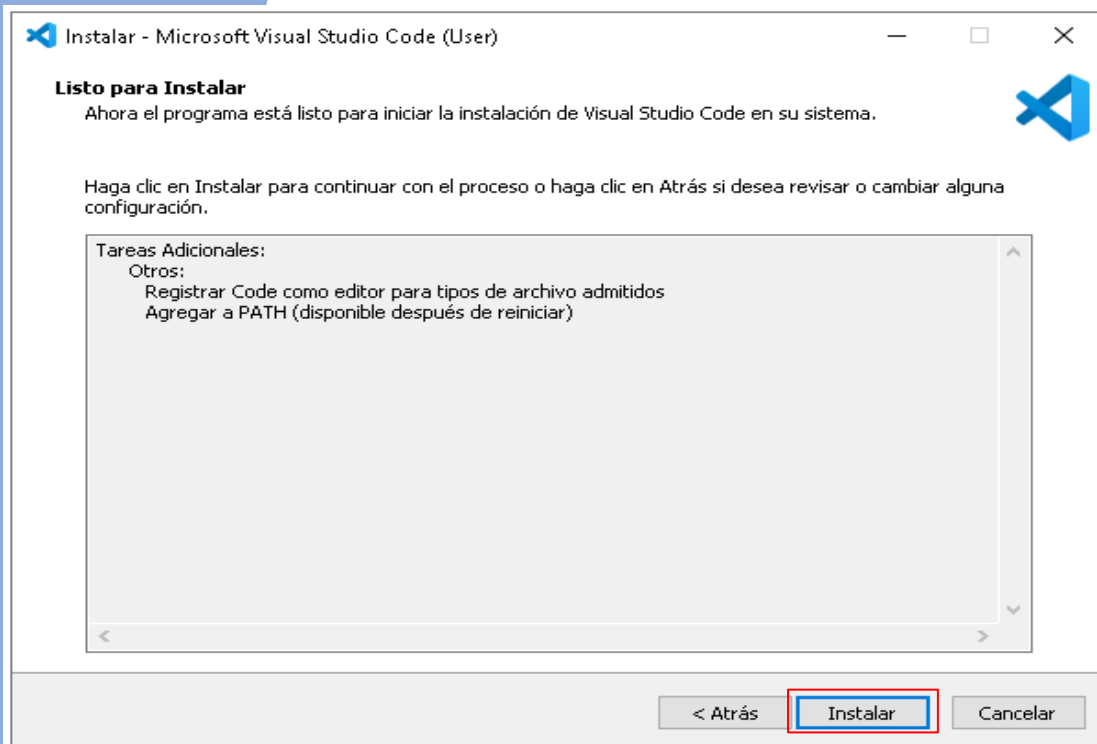 Instalar - Microsoft Visual Studio Code (User)
Listo para Instalar
Ahora el programa está listo para iniciar la instalación de Visual Studio Code en su sistema.
Haga clic en Instalar para continuar con el proceso o haga clic en Atrás si desea revisar o cambiar alguna
configuración.
Tareas Adicionales:
Otros:
Registrar Code como editor para tipos de archivo admitidos
Agregar a PATH (disponible después de reiniciar)
< Atrás
Instalar
Cancelar